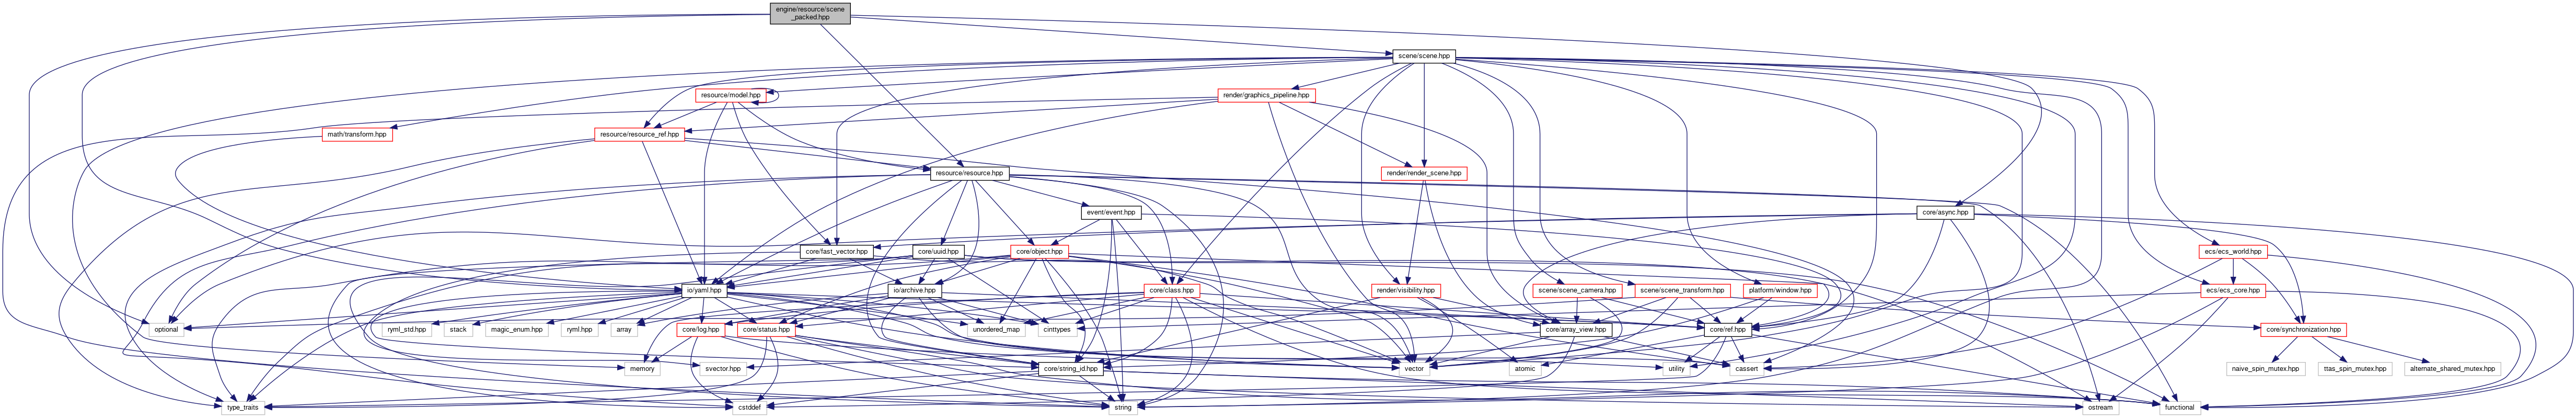 engine/resource/scene
_packed.hpp
scene/scene.hpp
resource/model.hpp
render/graphics_pipeline.hpp
math/transform.hpp
resource/resource_ref.hpp
resource/resource.hpp
render/render_scene.hpp
event/event.hpp
core/async.hpp
core/fast_vector.hpp
core/uuid.hpp
core/object.hpp
ecs/ecs_world.hpp
io/yaml.hpp
io/archive.hpp
core/class.hpp
render/visibility.hpp
scene/scene_camera.hpp
scene/scene_transform.hpp
platform/window.hpp
ecs/ecs_core.hpp
optional
ryml_std.hpp
stack
magic_enum.hpp
ryml.hpp
array
core/log.hpp
core/status.hpp
unordered_map
cinttypes
core/array_view.hpp
core/ref.hpp
core/synchronization.hpp
memory
svector.hpp
core/string_id.hpp
vector
atomic
utility
cassert
naive_spin_mutex.hpp
ttas_spin_mutex.hpp
alternate_shared_mutex.hpp
type_traits
cstddef
string
ostream
functional